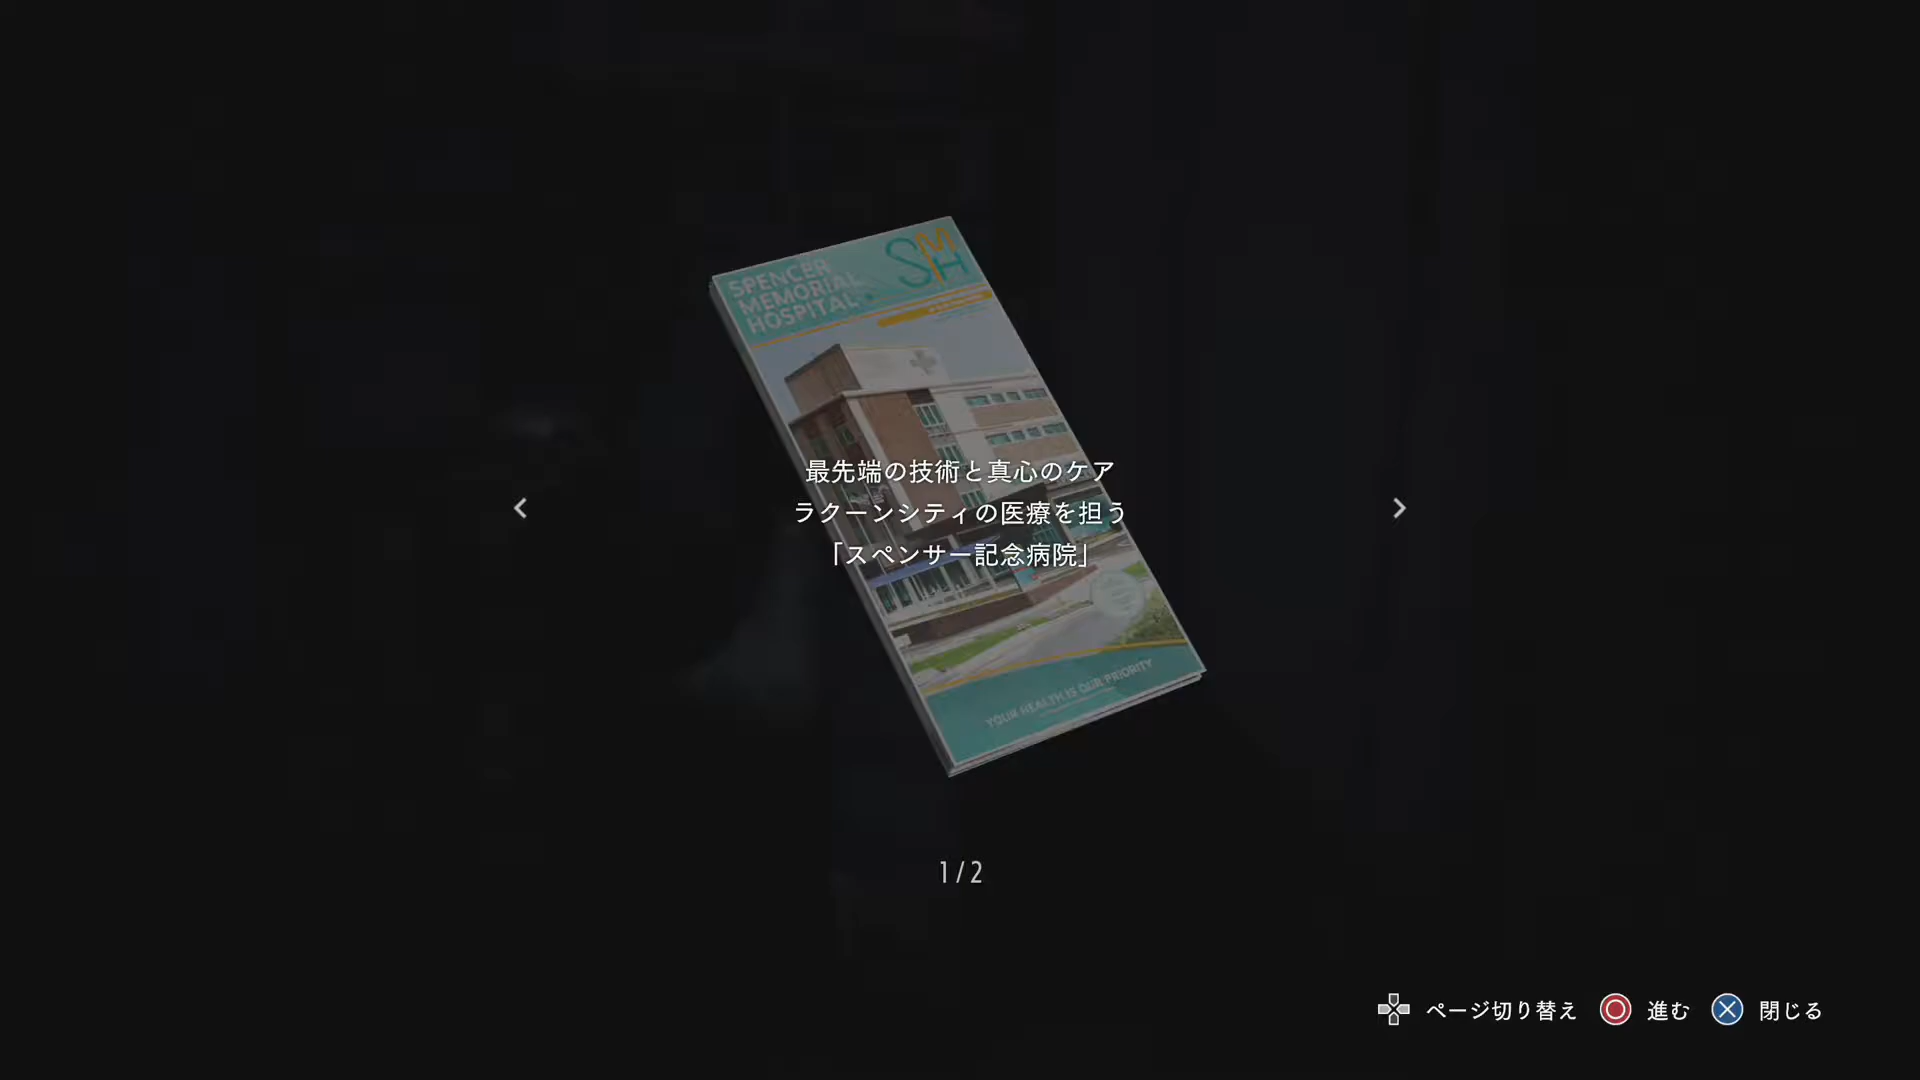 SPENCER
MEMORIAL
HOSPITAL
SMH
最先端の技術と真心のケア
ラクーンシティの医療を担う
「スペンサー記念病院」
YOUR HEALTH IS OUR PRIORITY
1/2
ページ切り替え
進む
閉じる